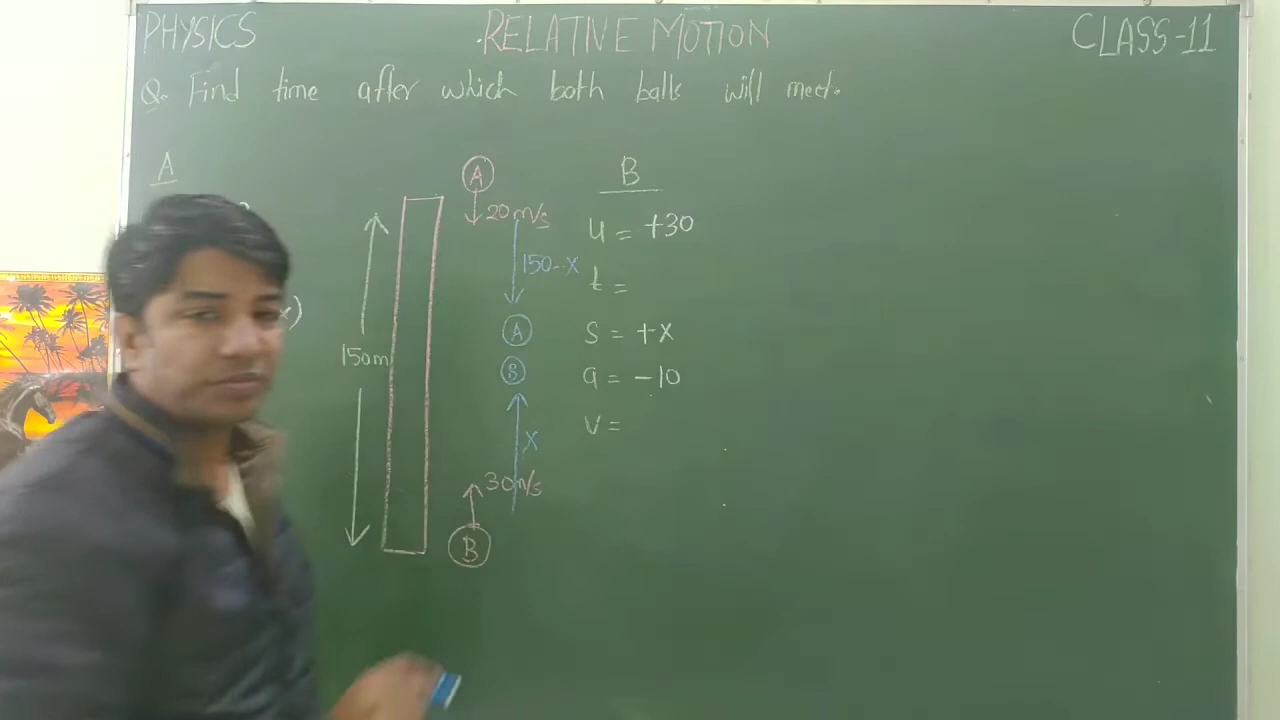 PHYSICS RELATIVE MOTION CLASS-11
Q. Find time after which both balls will meet.
A
A
20 m/s
150-x
A
B
x
30 m/s
B
150m
B
u = +30
t =
s = +x
a = -10
v =
x)